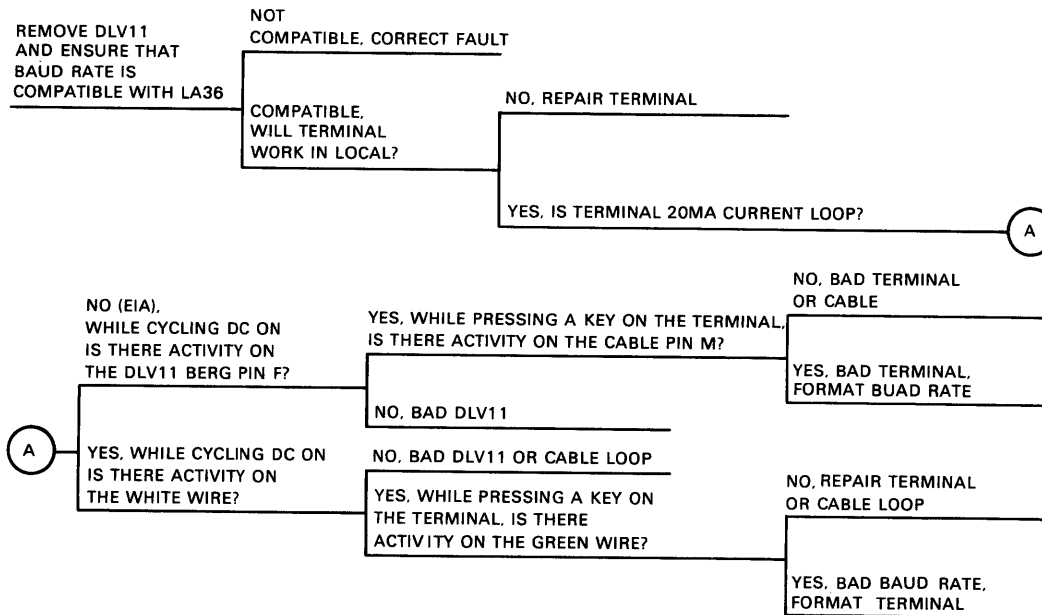 REMOVE DLV11
AND ENSURE THAT
BAUD RATE IS
COMPATIBLE WITH LA36
NOT
COMPATIBLE, CORRECT FAULT
COMPATIBLE,
WILL TERMINAL
WORK IN LOCAL?
NO, REPAIR TERMINAL
YES, IS TERMINAL 20MA CURRENT LOOP?
A
A
NO (EIA),
WHILE CYCLING DC ON
IS THERE ACTIVITY ON
THE DLV11 BERG PIN F?
YES, WHILE PRESSING A KEY ON THE TERMINAL,
IS THERE ACTIVITY ON THE CABLE PIN M?
NO, BAD TERMINAL
OR CABLE
YES, BAD TERMINAL,
FORMAT BUAD RATE
NO, BAD DLV11
YES, WHILE CYCLING DC ON
IS THERE ACTIVITY ON
THE WHITE WIRE?
NO, BAD DLV11 OR CABLE LOOP
YES, WHILE PRESSING A KEY ON
THE TERMINAL, IS THERE
ACTIVITY ON THE GREEN WIRE?
NO, REPAIR TERMINAL
OR CABLE LOOP
YES, BAD BAUD RATE,
FORMAT TERMINAL